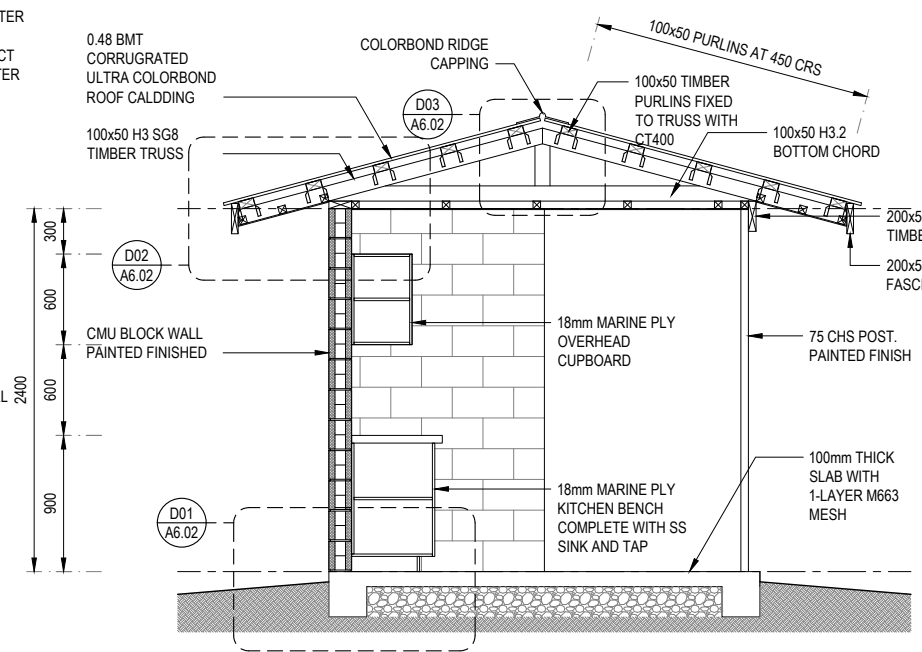 TER
CT
TER
0.48 BMT
CORRUGRATED
ULTRA COLORBOND
ROOF CALDDING
100x50 H3 SG8
TIMBER TRUSS
COLORBOND RIDGE
CAPPING
D03
A6.02
100x50 PURLINS AT 450 CRS
100x50 TIMBER
PURLINS FIXED
TO TRUSS WITH
CT400
100x50 H3.2
BOTTOM CHORD
200x5
TIMBE
200x5
FASCI
300
D02
A6.02
600
CMU BLOCK WALL
PAINTED FINISHED
18mm MARINE PLY
OVERHEAD
CUPBOARD
75 CHS POST.
PAINTED FINISH
L
2400
600
900
18mm MARINE PLY
KITCHEN BENCH
COMPLETE WITH SS
SINK AND TAP
100mm THICK
SLAB WITH
1-LAYER M663
MESH
D01
A6.02